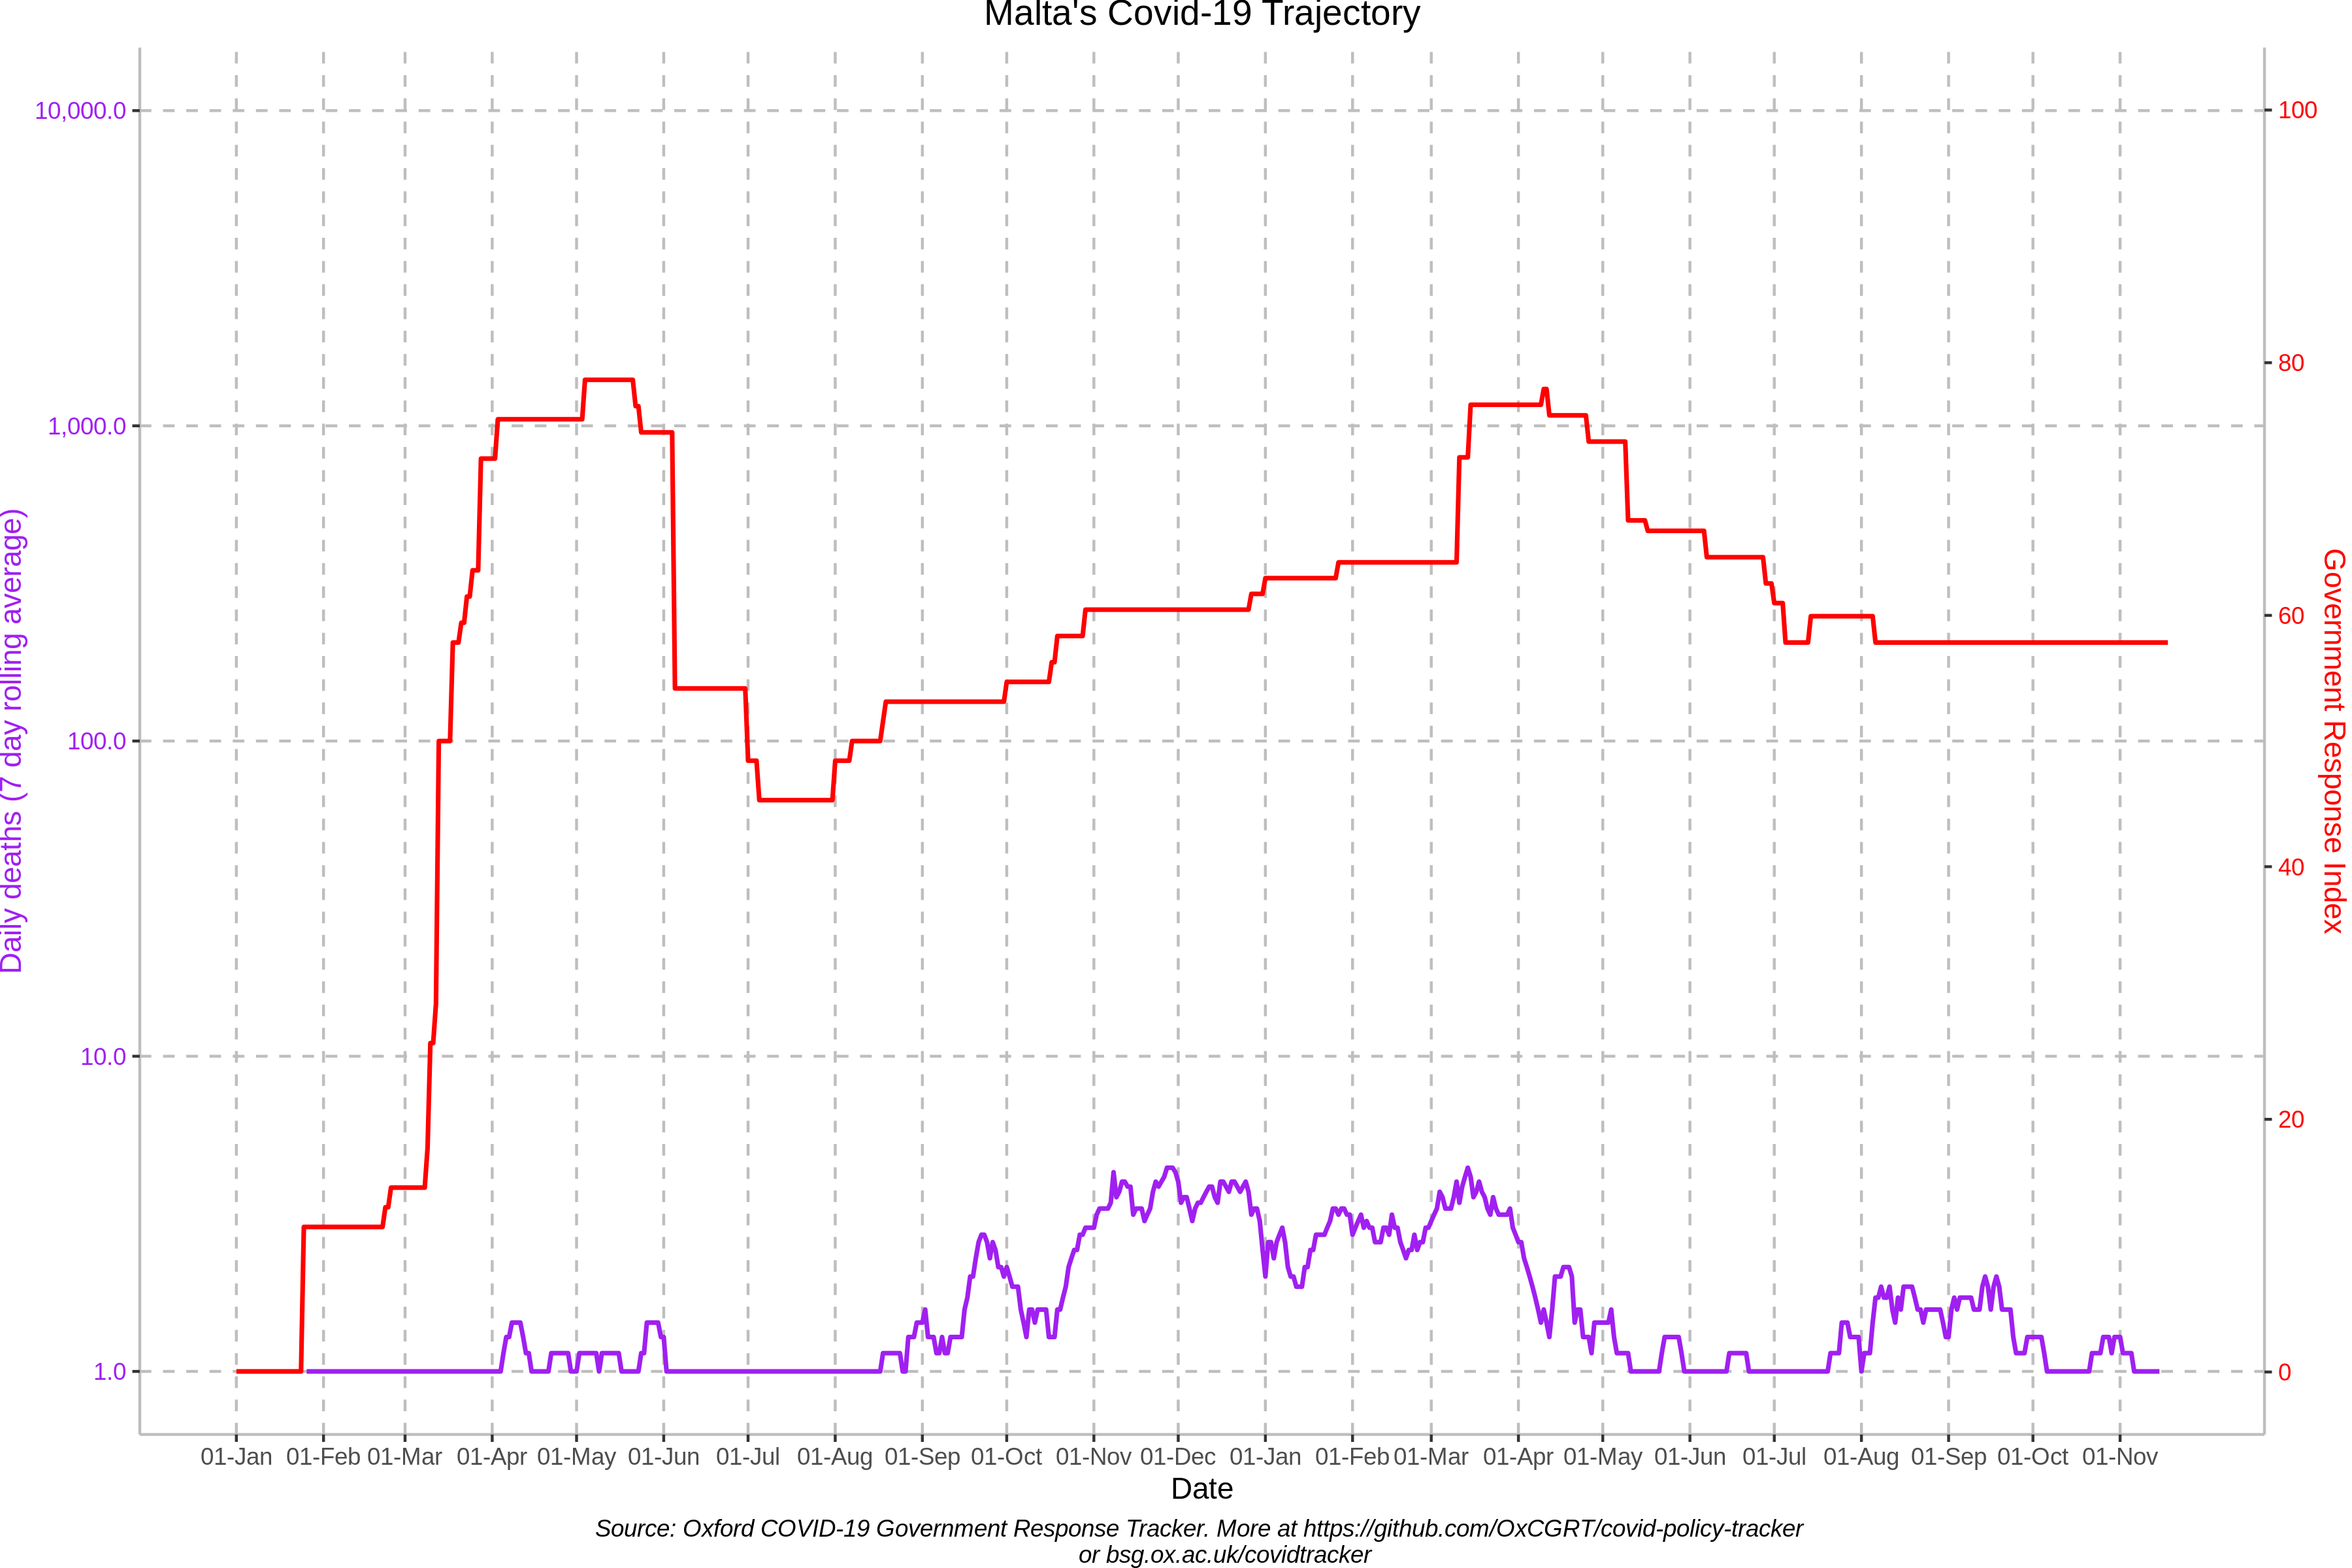 Malta's Covid-19 Trajectory
10,000.0
1,000.0
100.0
10.0
1.0
Daily deaths (7 day rolling average)
100
80
60
40
20
0
Government Response Index
01-Jan 01-Feb 01-Mar 01-Apr 01-May 01-Jun 01-Jul 01-Aug 01-Sep 01-Oct 01-Nov 01-Dec 01-Jan 01-Feb 01-Mar 01-Apr 01-May 01-Jun 01-Jul 01-Aug 01-Sep 01-Oct 01-Nov
Date
Source: Oxford COVID-19 Government Response Tracker. More at https://github.com/OxCGRT/covid-policy-tracker
or bsg.ox.ac.uk/covidtracker